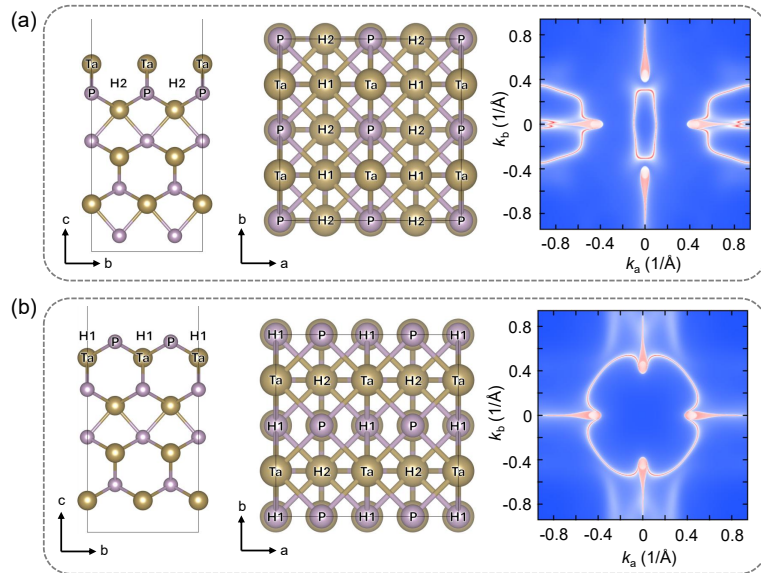 (a)
Ta Ta Ta
H2 H2
P P P
c
b
P H2 P H2 P
Ta H1 Ta H1 Ta
P H2 P H2 P
Ta H1 Ta H1 Ta
P H2 P H2 P
b
a
0.8
0.4
0
-0.4
-0.8
kb (1/Å)
-0.8 -0.4 0 0.4 0.8
ka (1/Å)
(b)
H1 P H1 P H1
Ta Ta Ta
c
b
H1 P H1 P H1
Ta H2 Ta H2 Ta
H1 P H1 P H1
Ta H2 Ta H2 Ta
H1 P H1 P H1
b
a
0.8
0.4
0
-0.4
-0.8
kb (1/Å)
-0.8 -0.4 0 0.4 0.8
ka (1/Å)